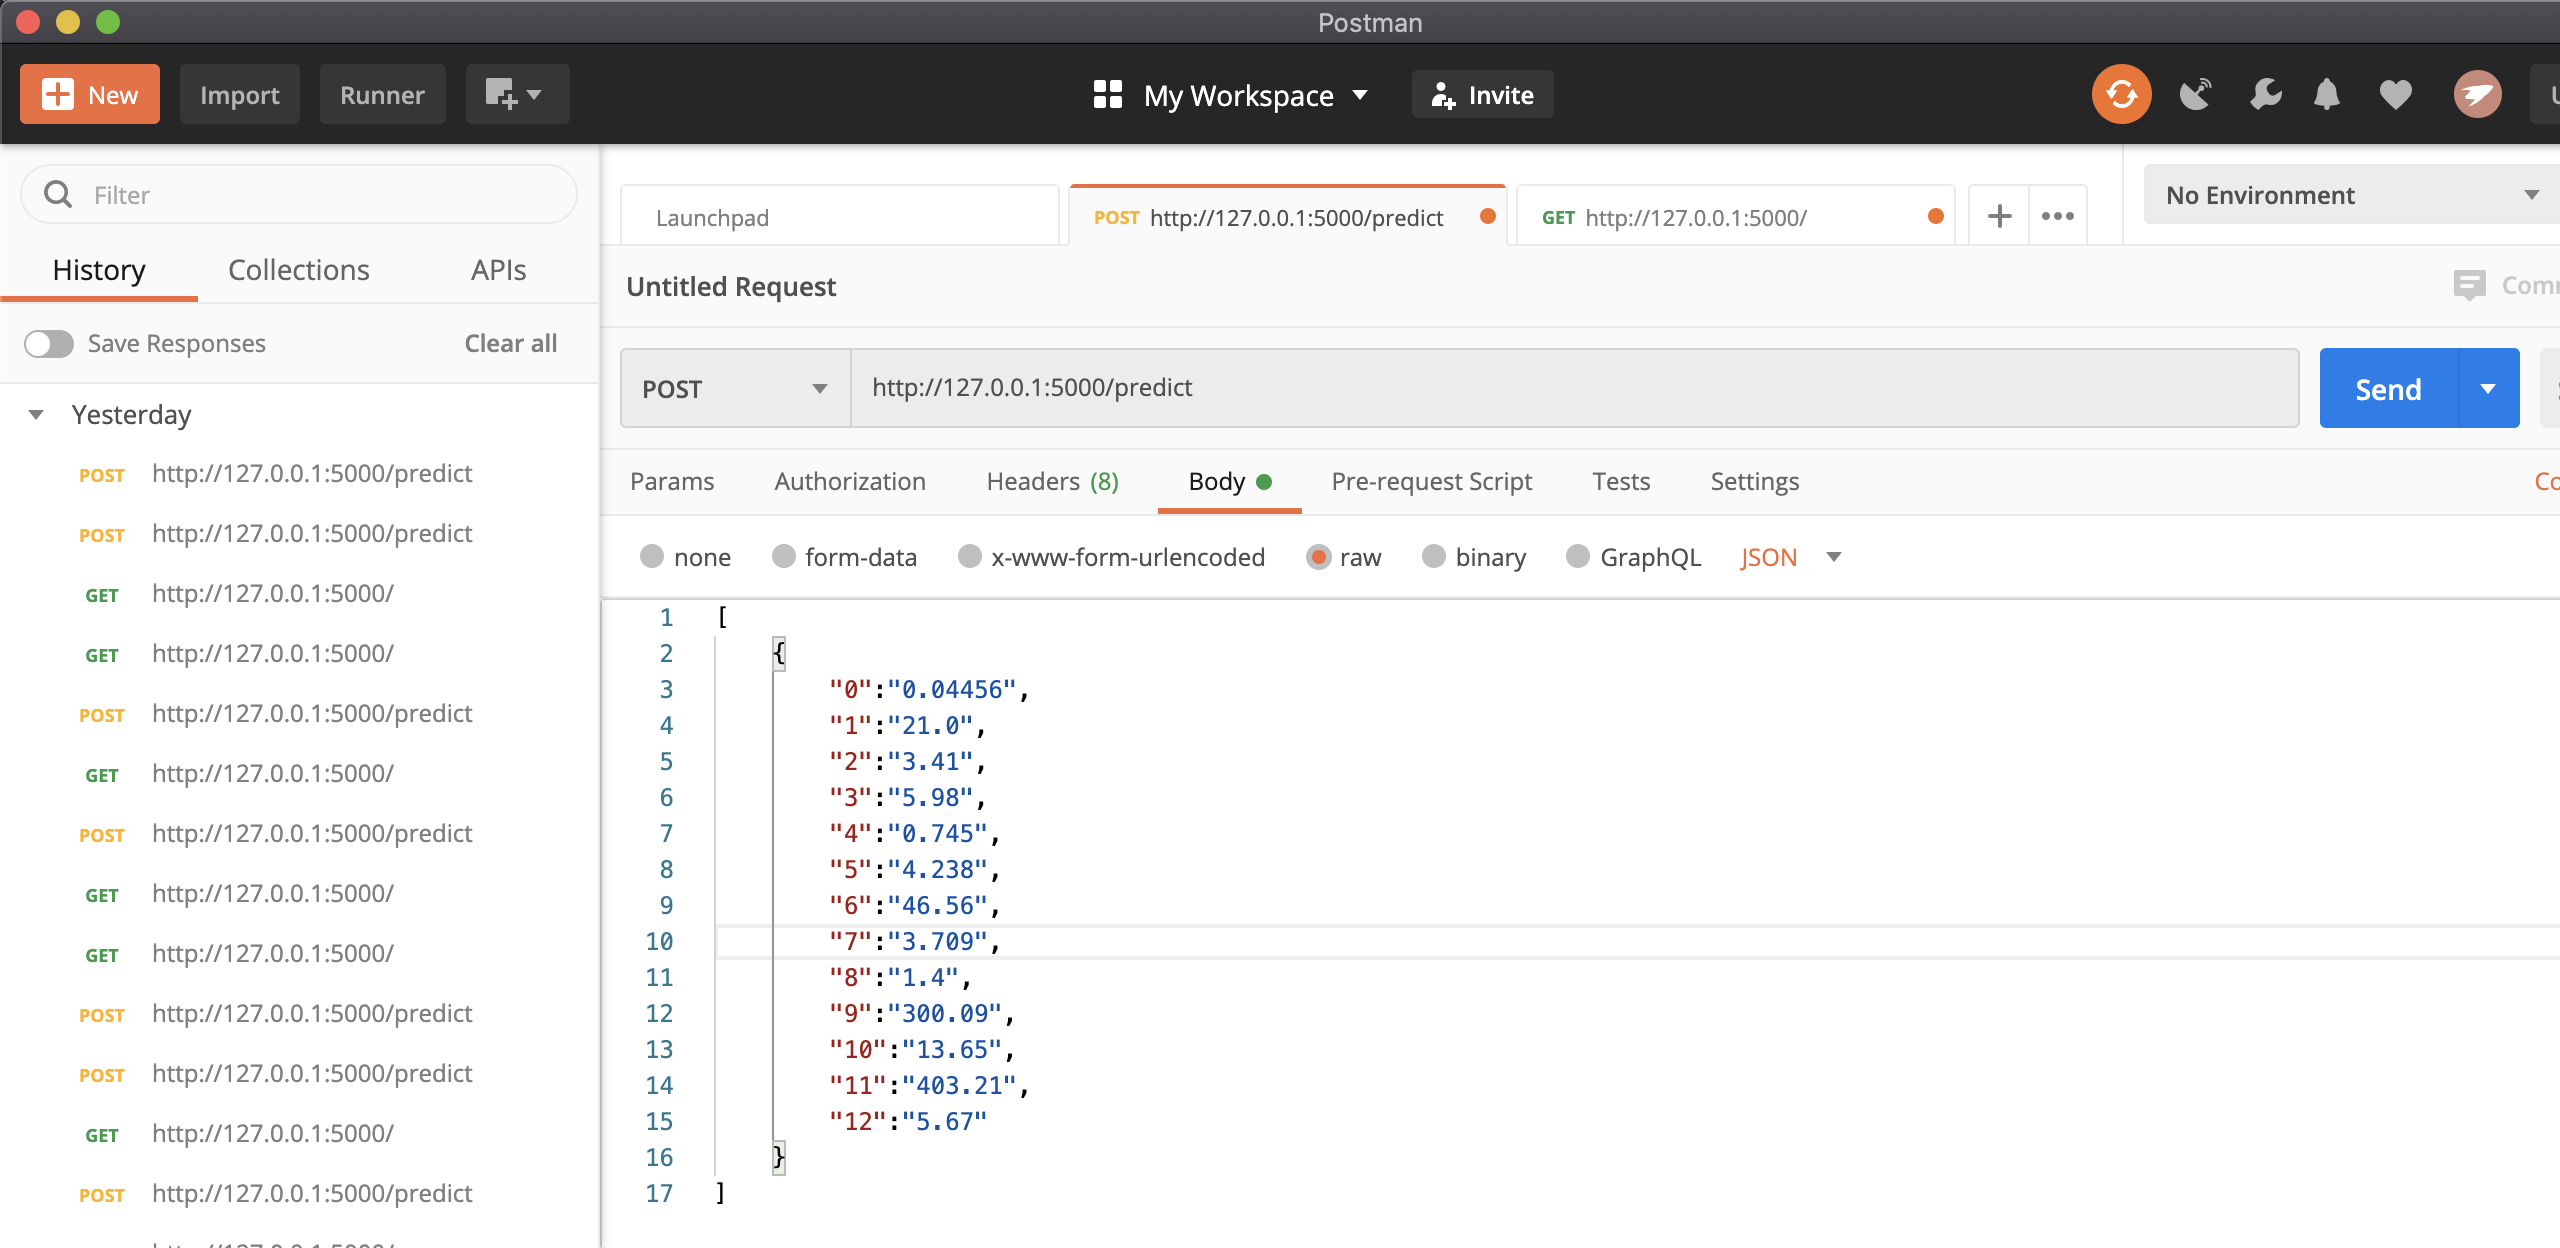 Postman
New Import Runner My Workspace Invite
Filter
History Collections APIs
Save Responses Clear all
Yesterday
POST http://127.0.0.1:5000/predict
POST http://127.0.0.1:5000/predict
GET http://127.0.0.1:5000/
GET http://127.0.0.1:5000/
POST http://127.0.0.1:5000/predict
GET http://127.0.0.1:5000/
POST http://127.0.0.1:5000/predict
GET http://127.0.0.1:5000/
GET http://127.0.0.1:5000/
POST http://127.0.0.1:5000/predict
POST http://127.0.0.1:5000/predict
GET http://127.0.0.1:5000/
POST http://127.0.0.1:5000/predict
Launchpad POST http://127.0.0.1:5000/predict GET http://127.0.0.1:5000/ + ••• No Environment
Untitled Request
POST http://127.0.0.1:5000/predict Send
Params Authorization Headers (8) Body Pre-request Script Tests Settings
none form-data x-www-form-urlencoded raw binary GraphQL JSON
1 [
2 {
3 "0":"0.04456",
4 "1":"21.0",
5 "2":"3.41",
6 "3":"5.98",
7 "4":"0.745",
8 "5":"4.238",
9 "6":"46.56",
10 "7":"3.709",
11 "8":"1.4",
12 "9":"300.09",
13 "10":"13.65",
14 "11":"403.21",
15 "12":"5.67"
16 }
17 ]